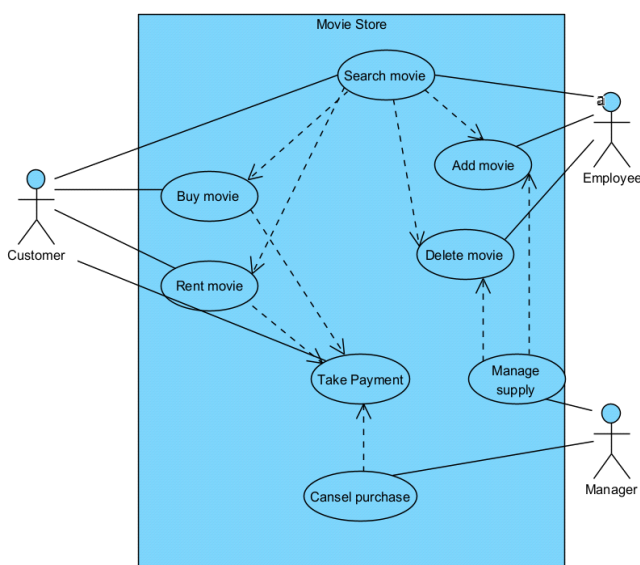 Movie Store
Search movie
a
Add movie
Employee
Buy movie
Customer
Delete movie
Rent movie
Take Payment
Manage
supply
Cansel purchase
Manager